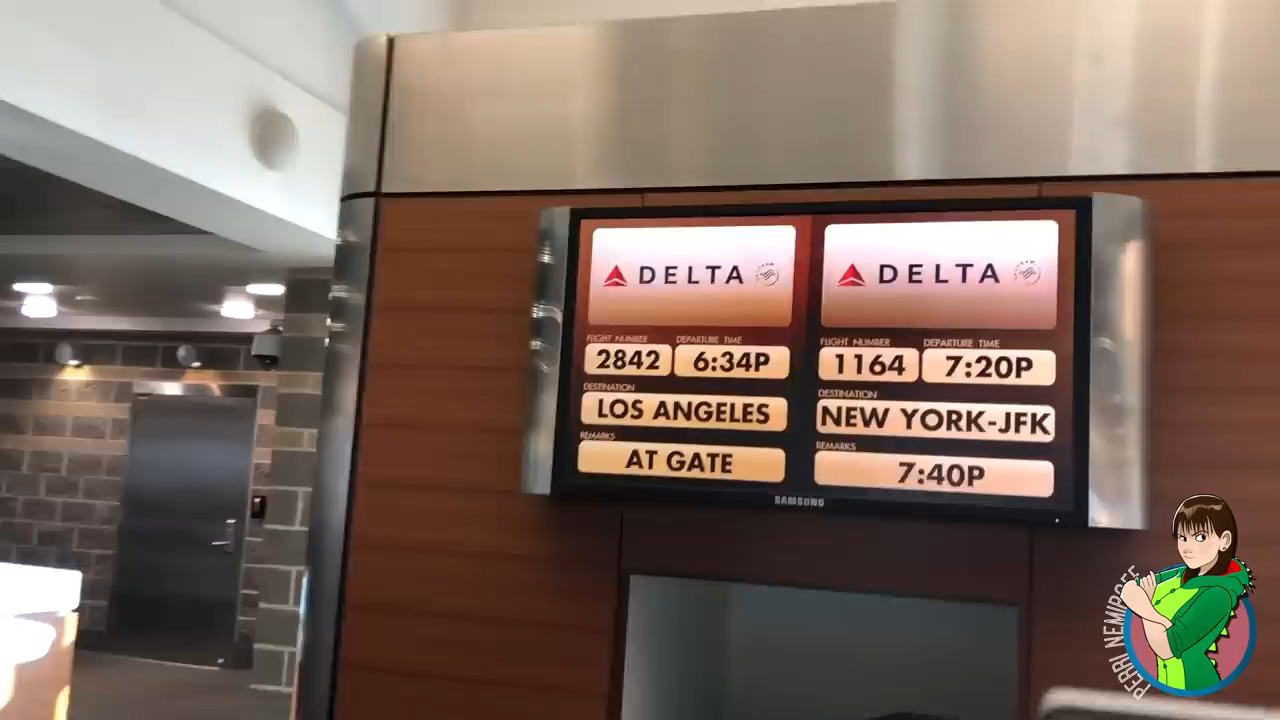 DELTA
FLIGHT NUMBER DEPARTURE TIME
2842 6:34P
DESTINATION
LOS ANGELES
REMARKS
AT GATE
DELTA
FLIGHT NUMBER DEPARTURE TIME
1164 7:20P
DESTINATION
NEW YORK-JFK
REMARKS
7:40P
SAMSUNG
PERRI NEMIROFF